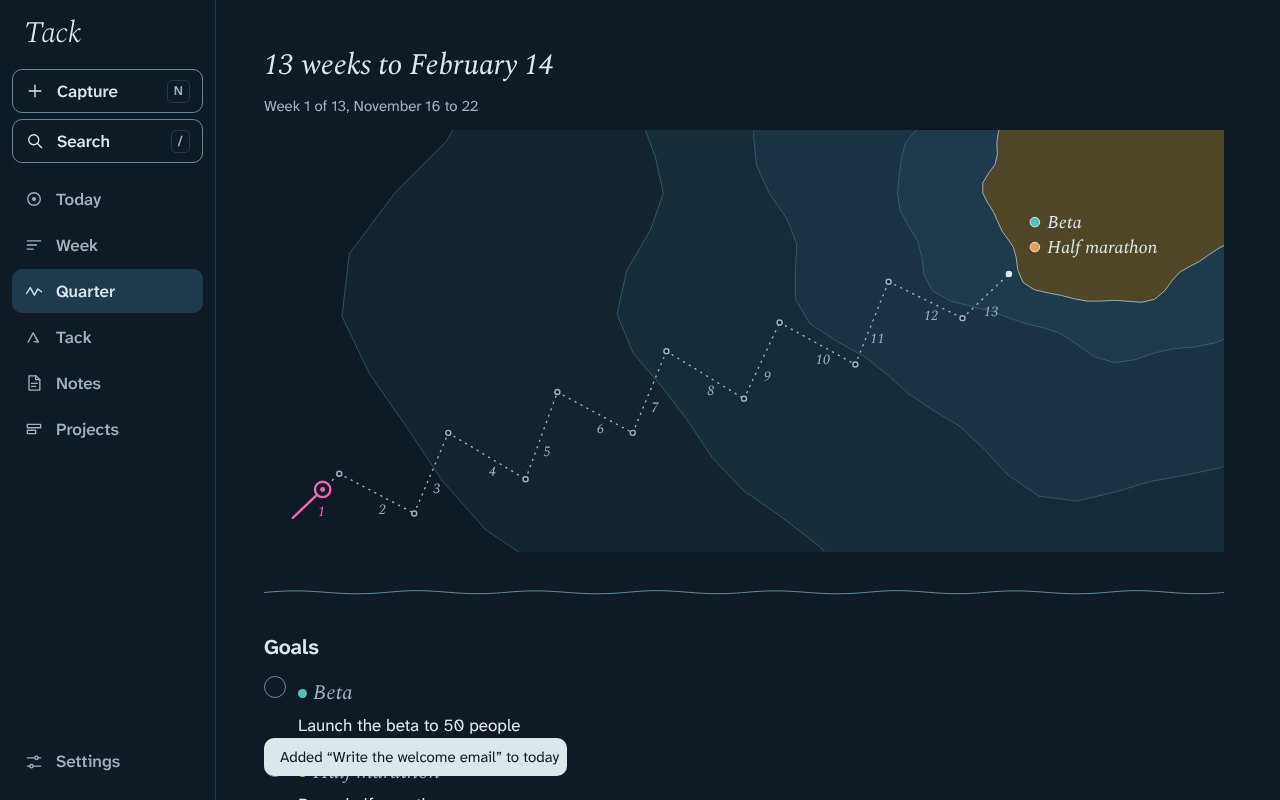 Tack
Capture N
Search /
Today
Week
Quarter
Tack
Notes
Projects
Settings
13 weeks to February 14
Week 1 of 13, November 16 to 22
Beta
Half marathon
1
2
3
4
5
6
7
8
9
10
11
12
13
Goals
Beta
Launch the beta to 50 people
Added “Write the welcome email” to today
Half marathon